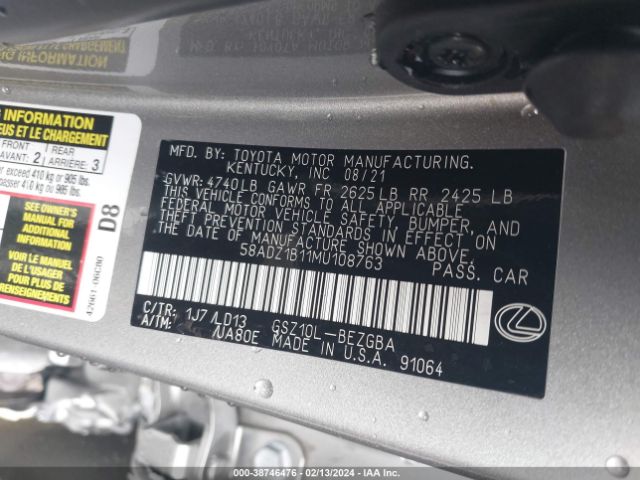 INFORMATION
EUS ET LE CHARGEMENT
FRONT
AVANT: 2
REAR
ARRIÈRE: 3
exceed 410 kg or 905 lbs.
passer 410 kg ou 905 lbs.
SEE OWNER'S
MANUAL FOR
ADDITIONAL
INFORMATION
VOIR LE MANUEL
DE L'USAGER
POUR PLUS DE
RENSEIGNEMENTS
D8
42661-06C80
MFD. BY: TOYOTA MOTOR MANUFACTURING,
KENTUCKY, INC 08/21
GVWR: 4740LB GAWR FR 2625LB RR 2425 LB
THIS VEHICLE CONFORMS TO ALL APPLICABLE
FEDERAL MOTOR VEHICLE SAFETY, BUMPER, AND
THEFT PREVENTION STANDARDS IN EFFECT ON
THE DATE OF MANUFACTURE SHOWN ABOVE.
58ADZ1B11MU108763 PASS. CAR
C/TR: 1J7/LD13 GSZ10L-BEZGBA
A/TM: /UA80E MADE IN U.S.A. 91064
000-38746476 - 02/13/2024 - IAA Inc.